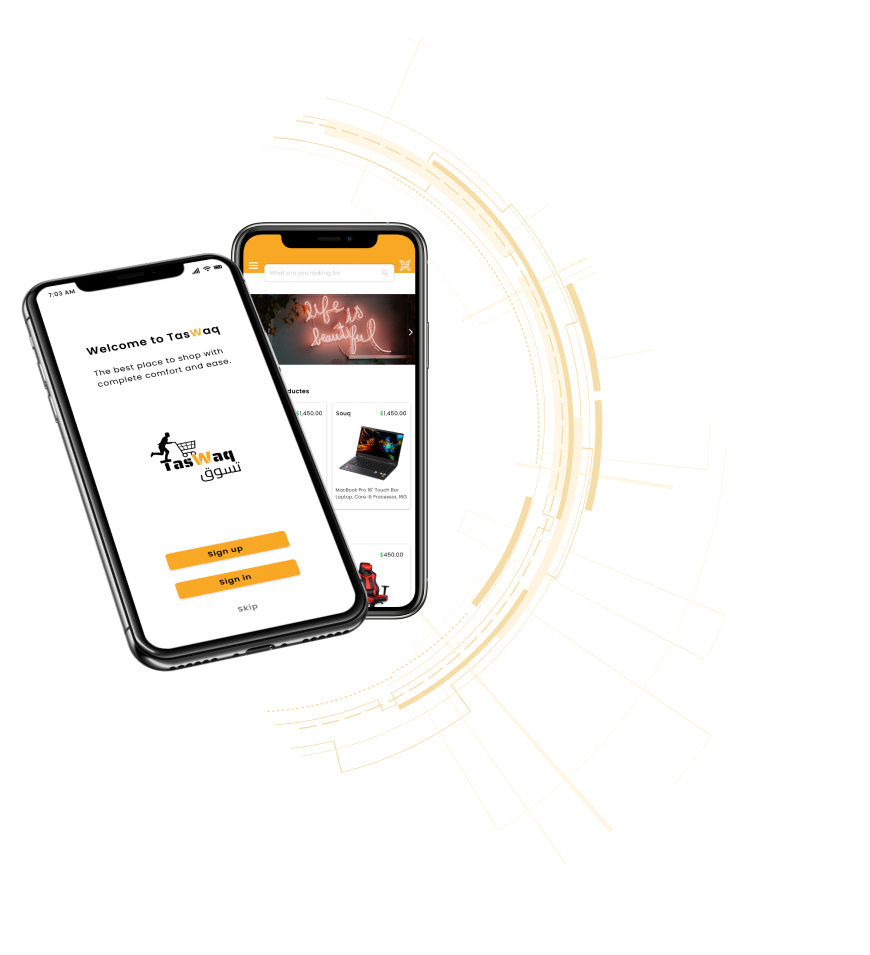 7:03 AM
Welcome to TasWaq
The best place to shop with
complete comfort and ease.
TasWaq
تسوق
Sign up
Sign in
Skip
What are you looking for
life is
beautiful
ductes
$1,450.00
Souq
$1,450.00
MacBook Pro 16" Touch Bar
Laptop, Core i5 Processor, 16G
$450.00